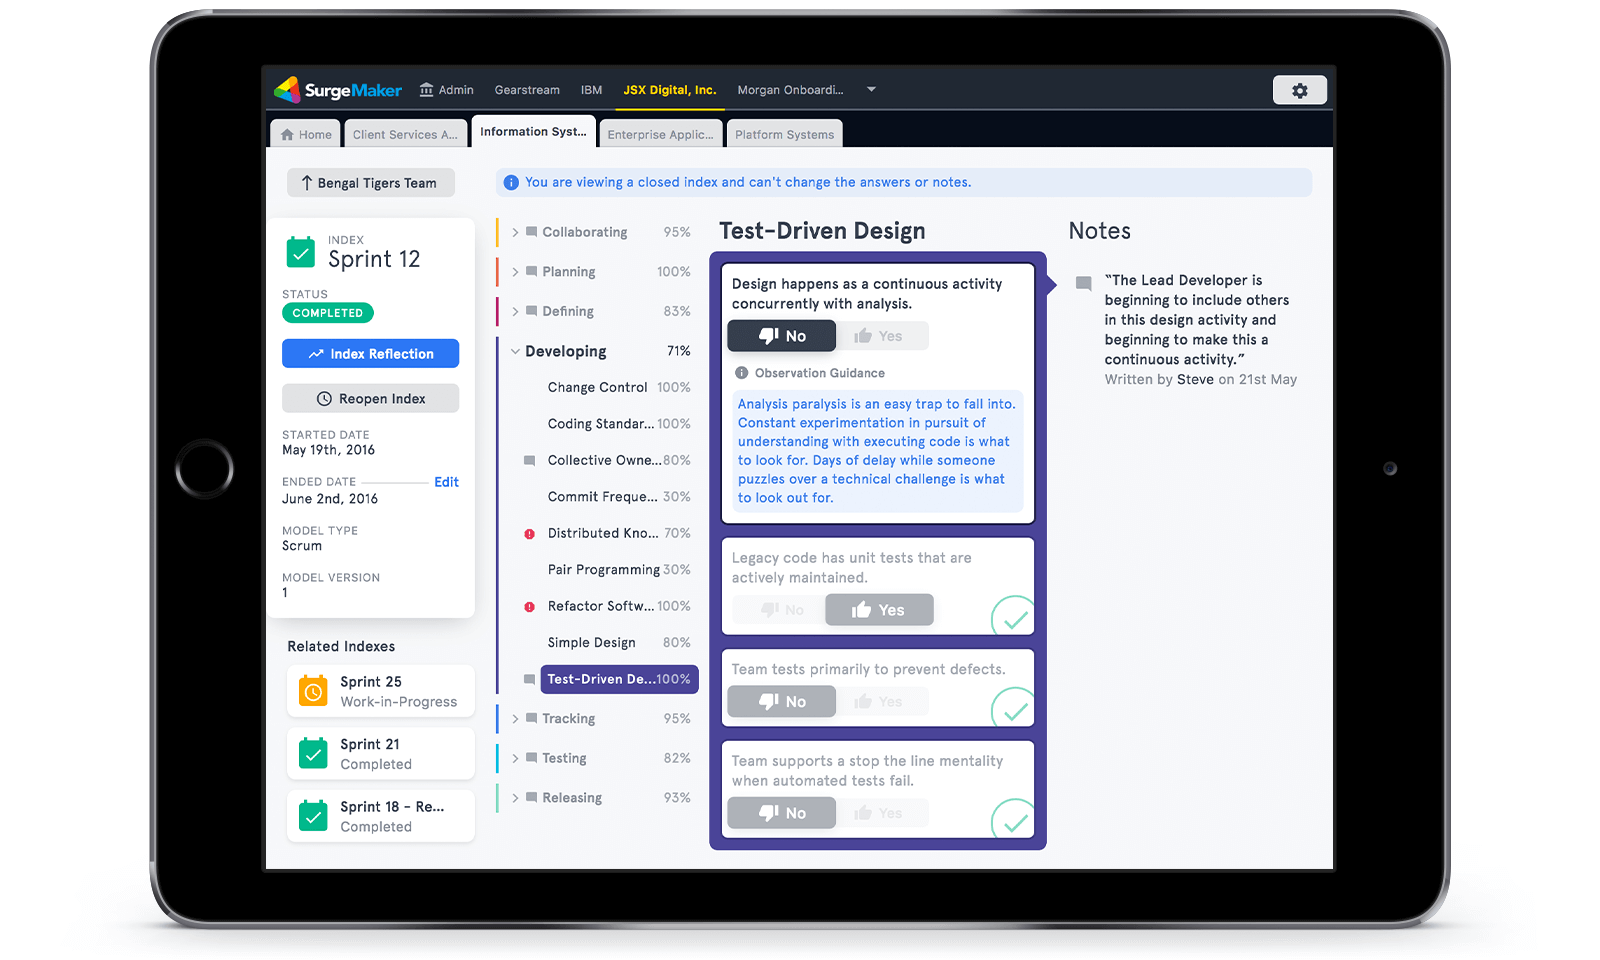 SurgeMaker Admin Gearstream IBM JSX Digital, Inc. Morgan Onboardi...
Home Client Services A... Information Syst... Enterprise Applic... Platform Systems
Bengal Tigers Team
You are viewing a closed index and can't change the answers or notes.
INDEX
Sprint 12
STATUS
COMPLETED
Index Reflection
Reopen Index
STARTED DATE
May 19th, 2016
ENDED DATE Edit
June 2nd, 2016
MODEL TYPE
Scrum
MODEL VERSION
1
Related Indexes
Sprint 25
Work-in-Progress
Sprint 21
Completed
Sprint 18 - Re...
Completed
Collaborating 95%
Planning 100%
Defining 83%
Developing 71%
Change Control 100%
Coding Standar... 100%
Collective Owne... 80%
Commit Freque... 30%
Distributed Kno... 70%
Pair Programming 30%
Refactor Softw... 100%
Simple Design 80%
Test-Driven De... 100%
Tracking 95%
Testing 82%
Releasing 93%
Test-Driven Design
Design happens as a continuous activity
concurrently with analysis.
No Yes
Observation Guidance
Analysis paralysis is an easy trap to fall into.
Constant experimentation in pursuit of
understanding with executing code is what
to look for. Days of delay while someone
puzzles over a technical challenge is what
to look out for.
Legacy code has unit tests that are
actively maintained.
No Yes
Team tests primarily to prevent defects.
No Yes
Team supports a stop the line mentality
when automated tests fail.
No Yes
Notes
“The Lead Developer is
beginning to include others
in this design activity and
beginning to make this a
continuous activity.”
Written by Steve on 21st May